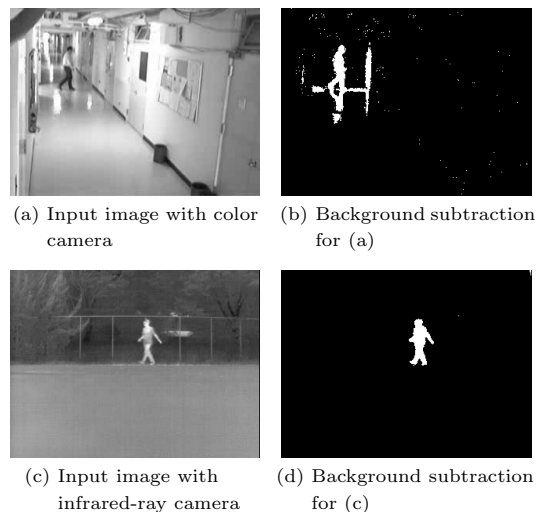 (a) Input image with color
camera
(b) Background subtraction
for (a)
(c) Input image with
infrared-ray camera
(d) Background subtraction
for (c)